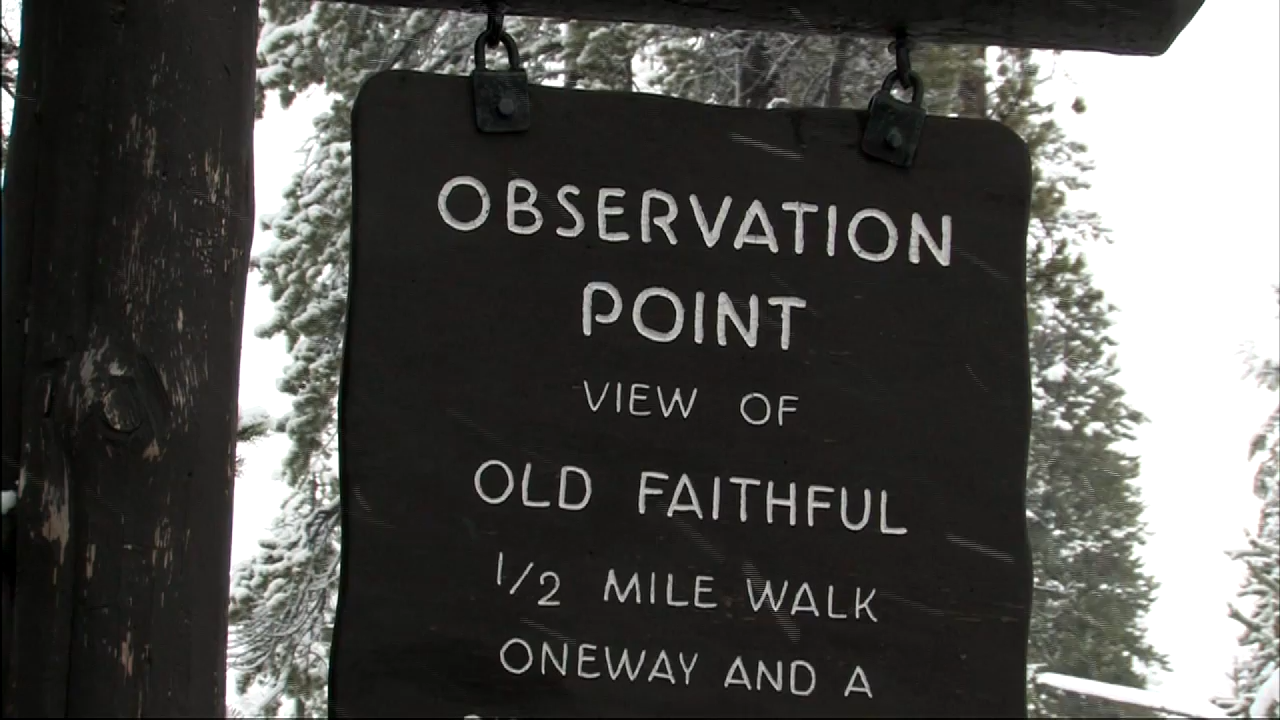 OBSERVATION
POINT
VIEW OF
OLD FAITHFUL
1/2 MILE WALK
ONEWAY AND A